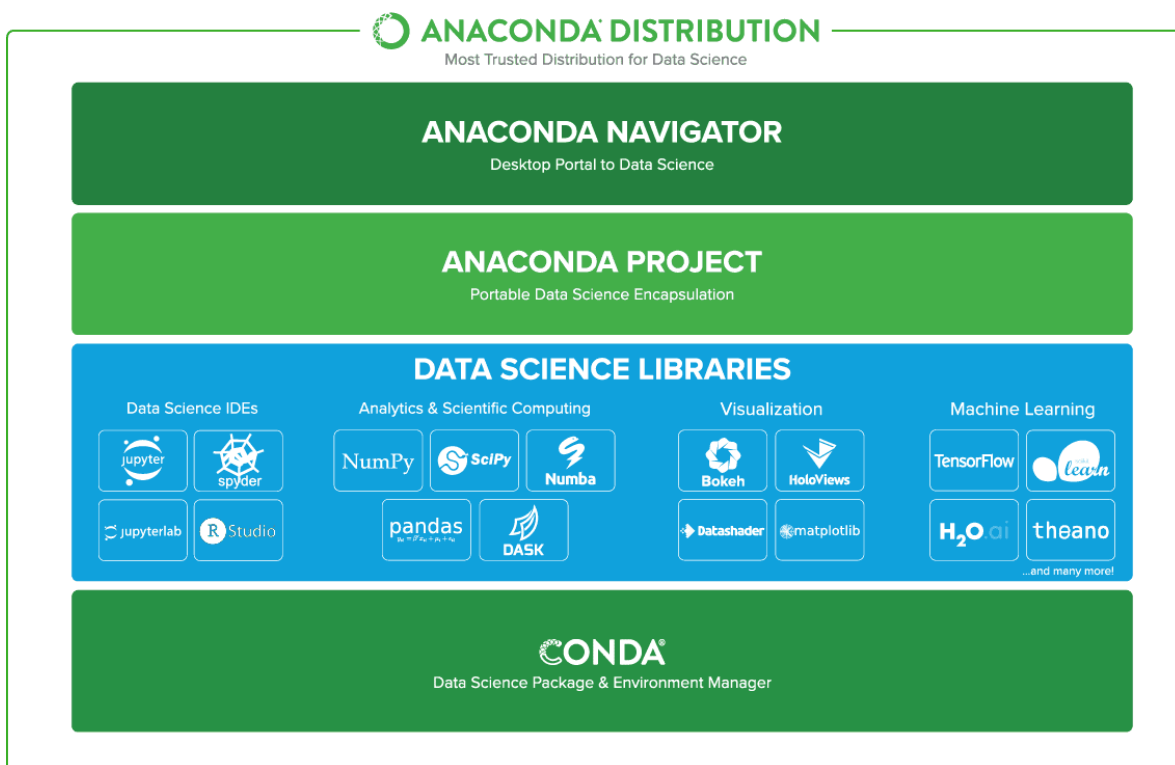 ANACONDA® DISTRIBUTION
Most Trusted Distribution for Data Science
ANACONDA NAVIGATOR
Desktop Portal to Data Science
ANACONDA PROJECT
Portable Data Science Encapsulation
DATA SCIENCE LIBRARIES
Data Science IDEs
jupyter
spyder
jupyterlab
R Studio
Analytics & Scientific Computing
NumPy
SciPy
Numba
pandas
DASK
Visualization
Bokeh
HoloViews
Datashader
matplotlib
Machine Learning
TensorFlow
learn
H₂O.ai
theano
...and many more!
CONDA®
Data Science Package & Environment Manager